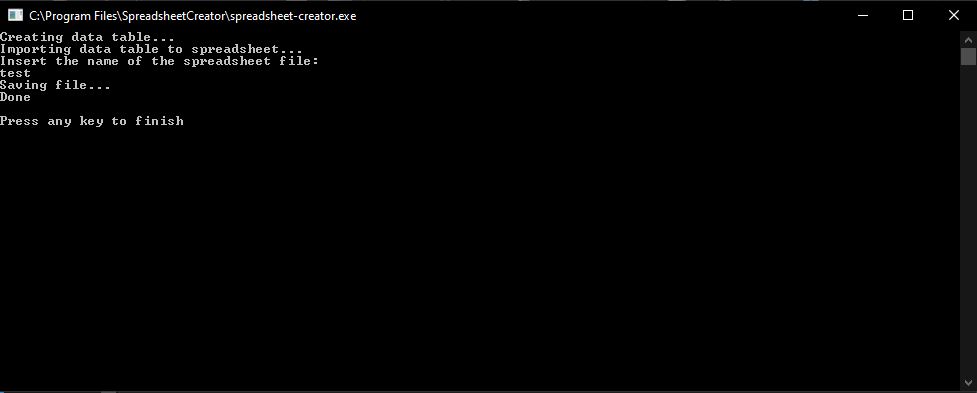 C:\Program Files\SpreadsheetCreator\spreadsheet-creator.exe
Creating data table...
Importing data table to spreadsheet...
Insert the name of the spreadsheet file:
test
Saving file...
Done
Press any key to finish